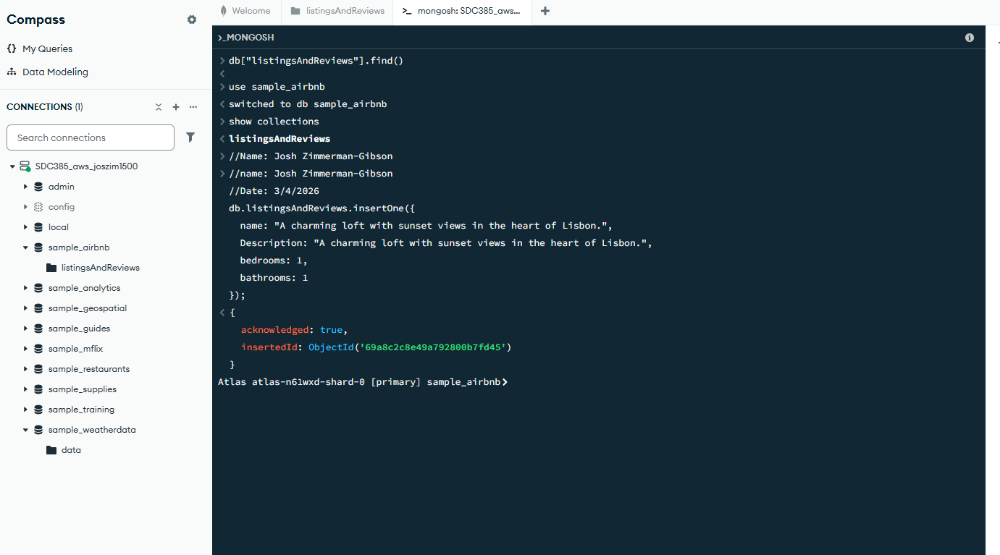 Compass
My Queries
Data Modeling
CONNECTIONS (1)
Search connections
SDC385_aws_joszim1500
admin
config
local
sample_airbnb
listingsAndReviews
sample_analytics
sample_geospatial
sample_guides
sample_mflix
sample_restaurants
sample_supplies
sample_training
sample_weatherdata
data
Welcome
listingsAndReviews
>_ mongosh: SDC385_aws...
>_MONGOSH
> db["listingsAndReviews"].find()
<
> use sample_airbnb
< switched to db sample_airbnb
> show collections
< listingsAndReviews
> //Name: Josh Zimmerman-Gibson
> //name: Josh Zimmerman-Gibson
//Date: 3/4/2026
db.listingsAndReviews.insertOne({
name: "A charming loft with sunset views in the heart of Lisbon.",
Description: "A charming loft with sunset views in the heart of Lisbon.",
bedrooms: 1,
bathrooms: 1
});
< {
acknowledged: true,
insertedId: ObjectId('69a8c2c8e49a792800b7fd45')
}
Atlas atlas-n61wxd-shard-0 [primary] sample_airbnb>